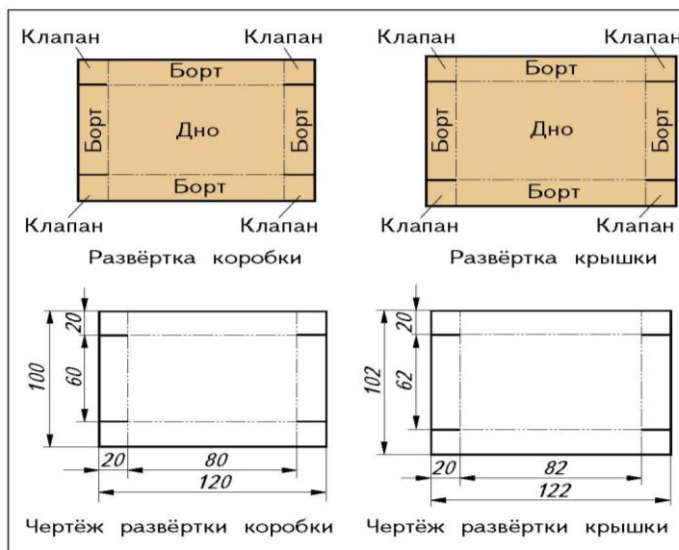 Клапан Клапан Клапан Клапан
Борт Борт
Борт Дно Борт Борт Дно Борт
Борт Борт
Клапан Клапан Клапан Клапан
Развёртка коробки Развёртка крышки
20 20
100 60 102 62
20 80 20 82
120 122
Чертёж развёртки коробки Чертёж развёртки крышки